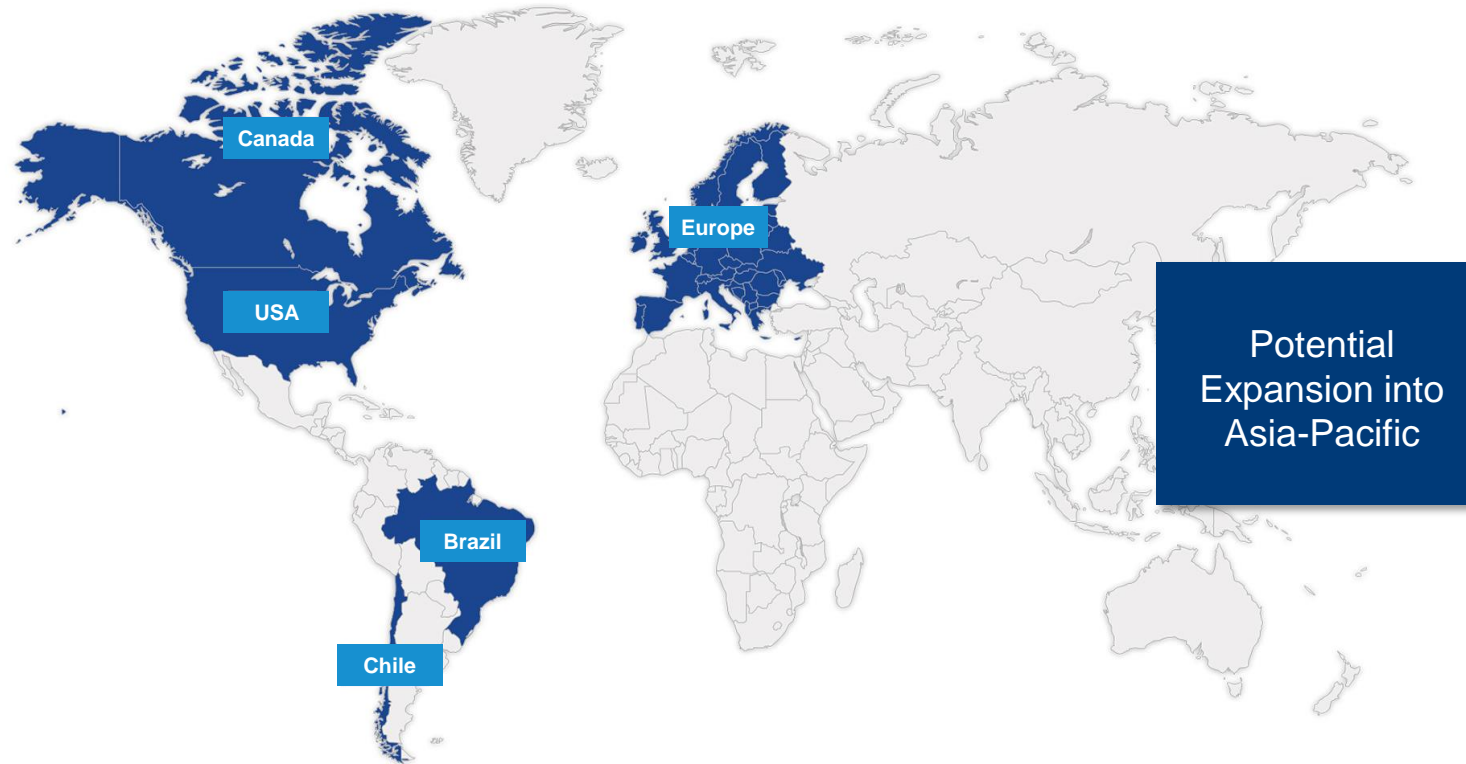 Canada
Europe
USA
Potential
Expansion into
Asia-Pacific
Brazil
Chile